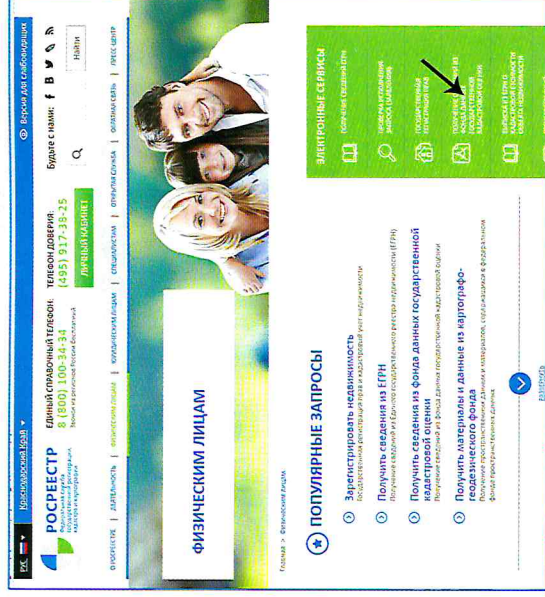 РУС
Краснодарский Край
Версия для слабовидящих
РОСРЕЕСТР
Федеральная служба
государственной регистрации
кадастра и картографии
ЕДИНЫЙ СПРАВОЧНЫЙ ТЕЛЕФОН:
8 (800) 100-34-34
Звонок из регионов России бесплатный
ТЕЛЕФОН ДОВЕРИЯ:
(495) 917-38-25
Будьте с нами:
ЛИЧНЫЙ КАБИНЕТ
Найти
О РОСРЕЕСТРЕ | ДЕЯТЕЛЬНОСТЬ | ФИЗИЧЕСКИМ ЛИЦАМ | ЮРИДИЧЕСКИМ ЛИЦАМ | СПЕЦИАЛИСТАМ | ОТКРЫТАЯ СЛУЖБА | ОБРАТНАЯ СВЯЗЬ | ПРЕСС-ЦЕНТР
ФИЗИЧЕСКИМ ЛИЦАМ
Главная > Физическим лицам
ПОПУЛЯРНЫЕ ЗАПРОСЫ
Зарегистрировать недвижимость
Государственная регистрация прав и кадастровый учет недвижимости
Получить сведения из ЕГРН
Получение сведений из Единого государственного реестра недвижимости (ЕГРН)
Получить сведения из фонда данных государственной
кадастровой оценки
Получение сведений из фонда данных государственной кадастровой оценки
Получить материалы и данные из картографо-
геодезического фонда
Получение пространственных данных и материалов, содержащихся в федеральном
фонде пространственных данных
РАЗВЕРНУТЬ
ЭЛЕКТРОННЫЕ СЕРВИСЫ
ПОЛУЧЕНИЕ СВЕДЕНИЙ ЕГРН
ПРОВЕРКА ИСПОЛНЕНИЯ
ЗАПРОСА (ЗАЯВЛЕНИЯ)
ГОСУДАРСТВЕННАЯ
РЕГИСТРАЦИЯ ПРАВ
ПОЛУЧЕНИЕ ИЗ
ФОНДА ДАННЫХ
ГОСУДАРСТВЕННОЙ
КАДАСТРОВОЙ ОЦЕНКИ
ВЫПИСКА ИЗ ЕГРН О
КАДАСТРОВОЙ СТОИМОСТИ
ОБЪЕКТА НЕДВИЖИМОСТИ